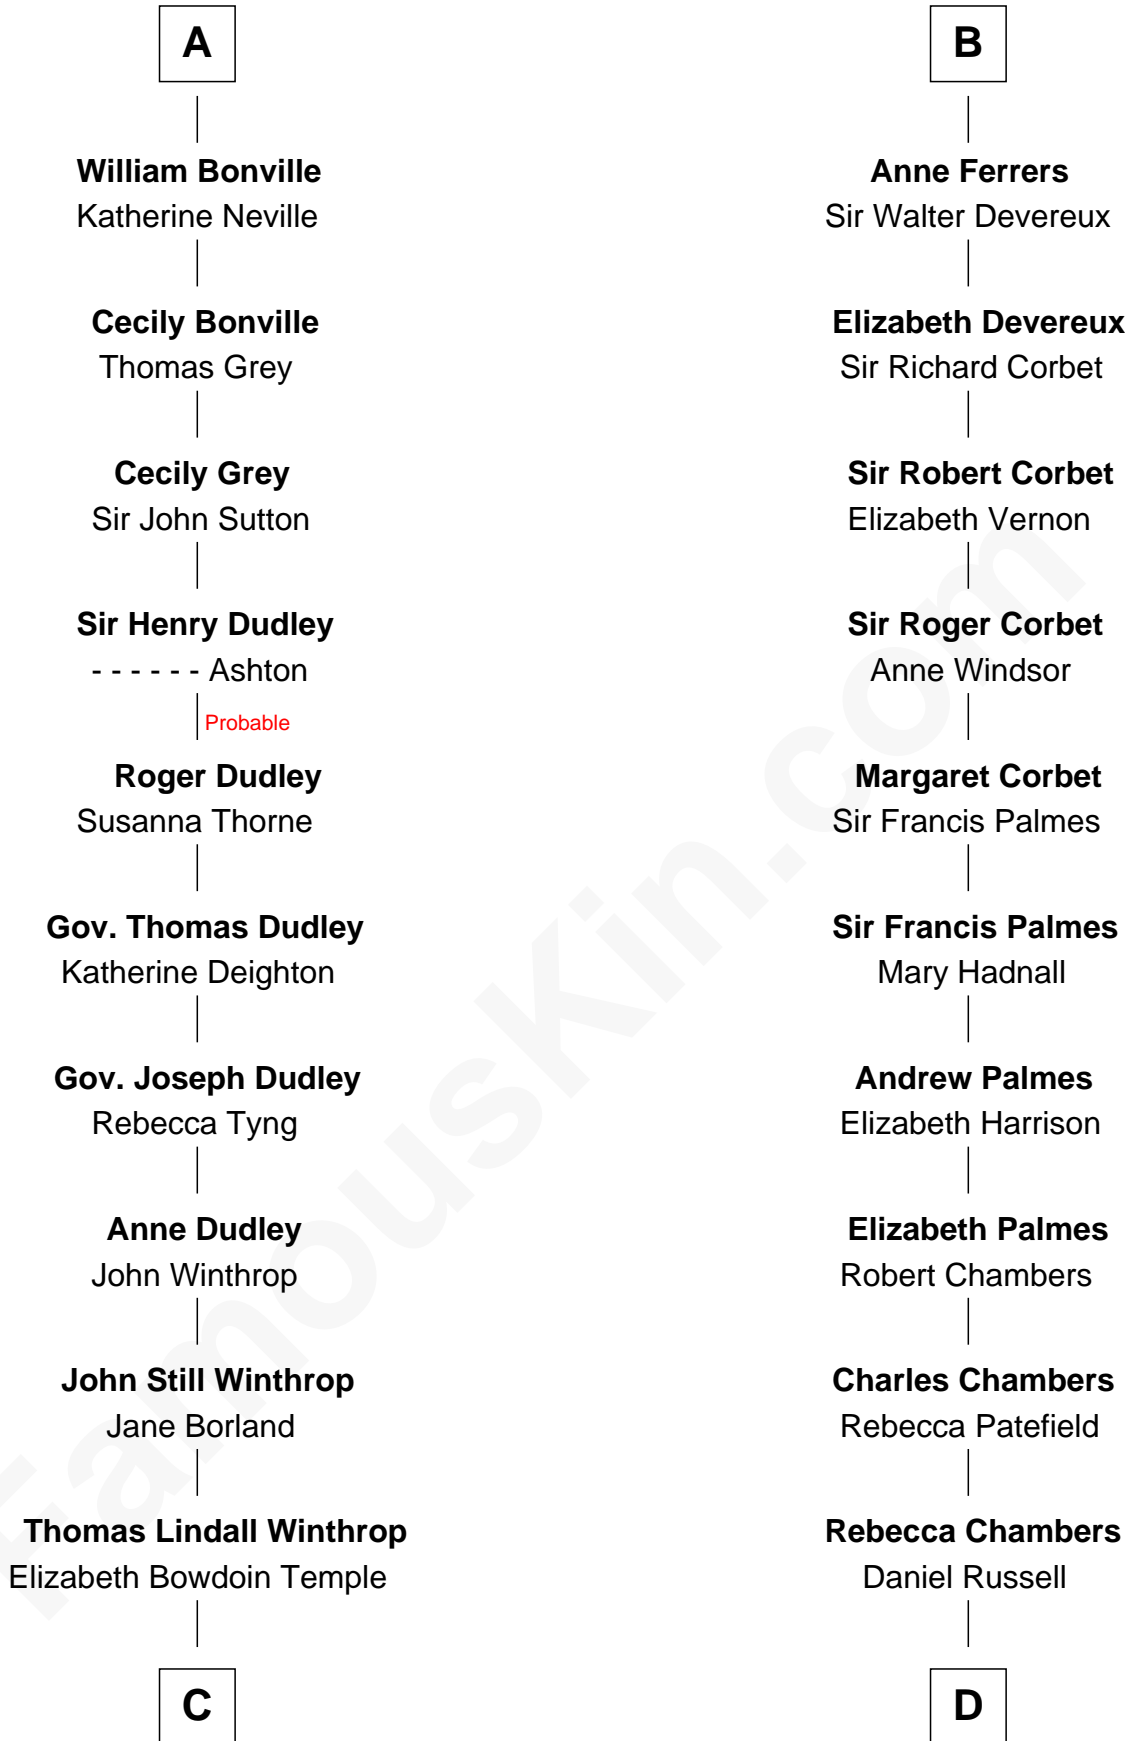 A
William Bonville
Katherine Neville
Cecily Bonville
Thomas Grey
Cecily Grey
Sir John Sutton
Sir Henry Dudley
- - - - - - Ashton
Probable
Roger Dudley
Susanna Thorne
Gov. Thomas Dudley
Katherine Deighton
Gov. Joseph Dudley
Rebecca Tyng
Anne Dudley
John Winthrop
John Still Winthrop
Jane Borland
Thomas Lindall Winthrop
Elizabeth Bowdoin Temple
C
B
Anne Ferrers
Sir Walter Devereux
Elizabeth Devereux
Sir Richard Corbet
Sir Robert Corbet
Elizabeth Vernon
Sir Roger Corbet
Anne Windsor
Margaret Corbet
Sir Francis Palmes
Sir Francis Palmes
Mary Hadnall
Andrew Palmes
Elizabeth Harrison
Elizabeth Palmes
Robert Chambers
Charles Chambers
Rebecca Patefield
Rebecca Chambers
Daniel Russell
D
FamousKin.com